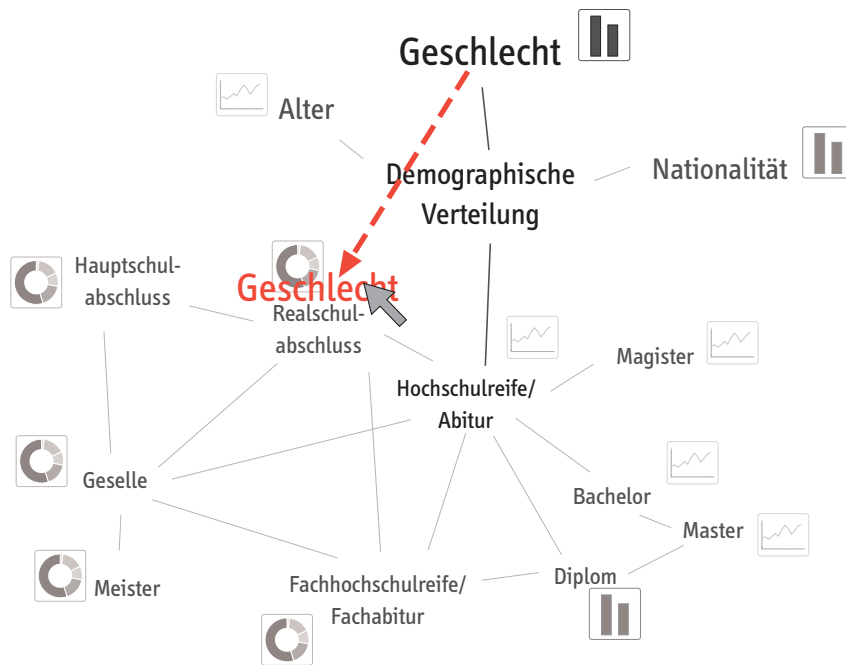 Geschlecht
Alter
Nationalität
Demographische
Verteilung
Hauptschul-
abschluss
Geschlecht
Realschul-
abschluss
Magister
Hochschulreife/
Abitur
Geselle
Bachelor
Master
Meister
Fachhochschulreife/
Fachabitur
Diplom